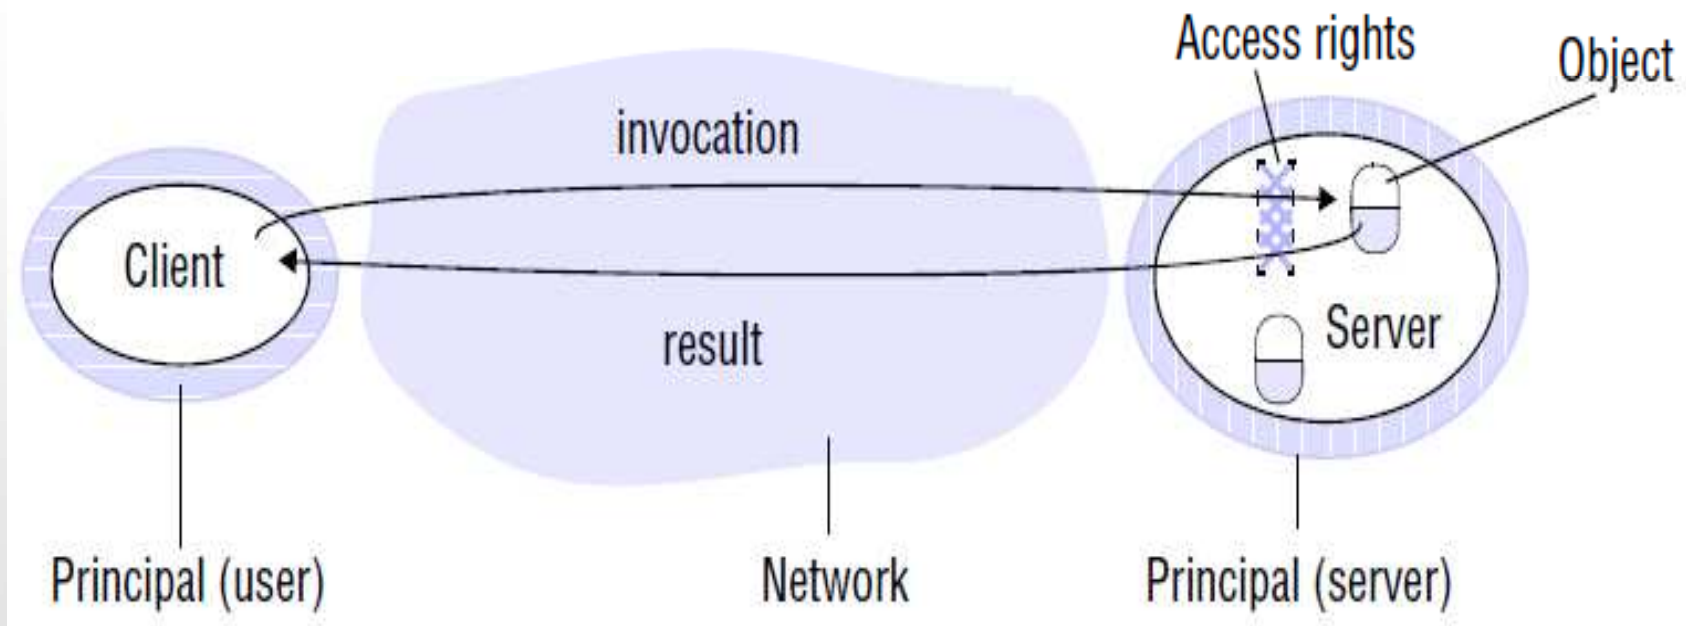 Access rights
Object
invocation
Client
result
Server
Principal (user)
Network
Principal (server)